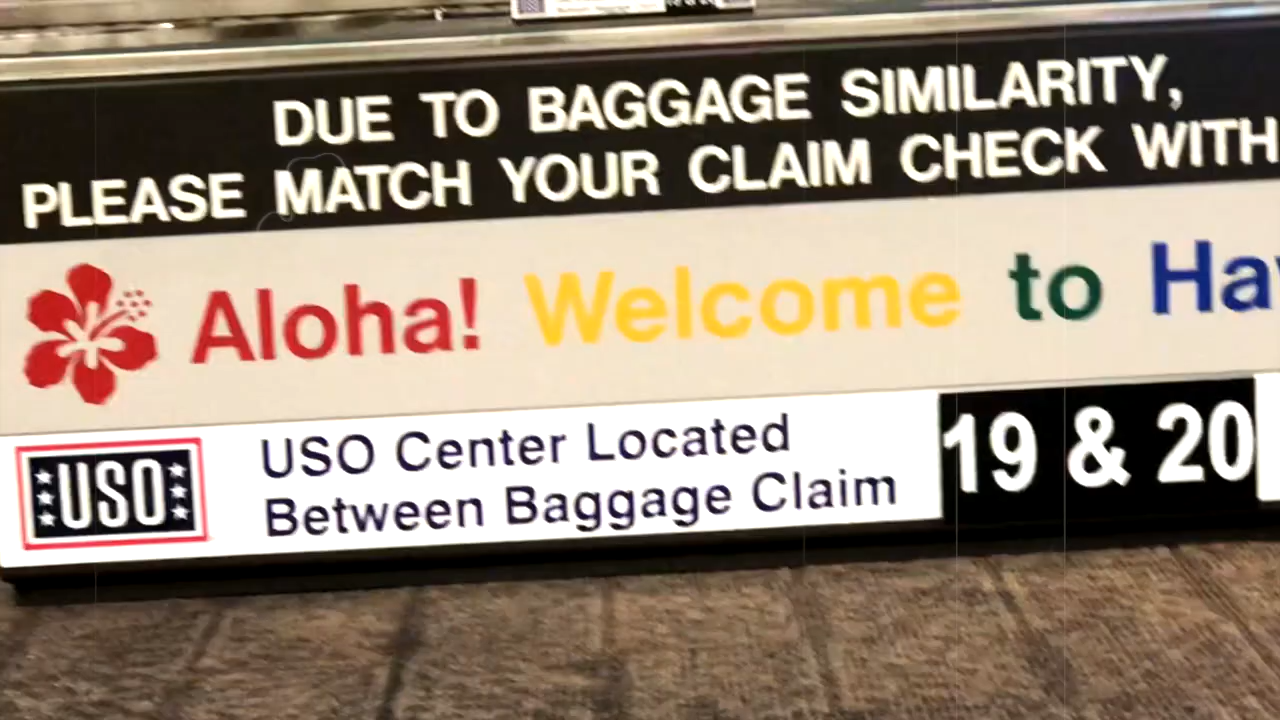 DUE TO BAGGAGE SIMILARITY,
PLEASE MATCH YOUR CLAIM CHECK WITH
Aloha! Welcome to Ha
USO
USO Center Located
Between Baggage Claim
19 & 20